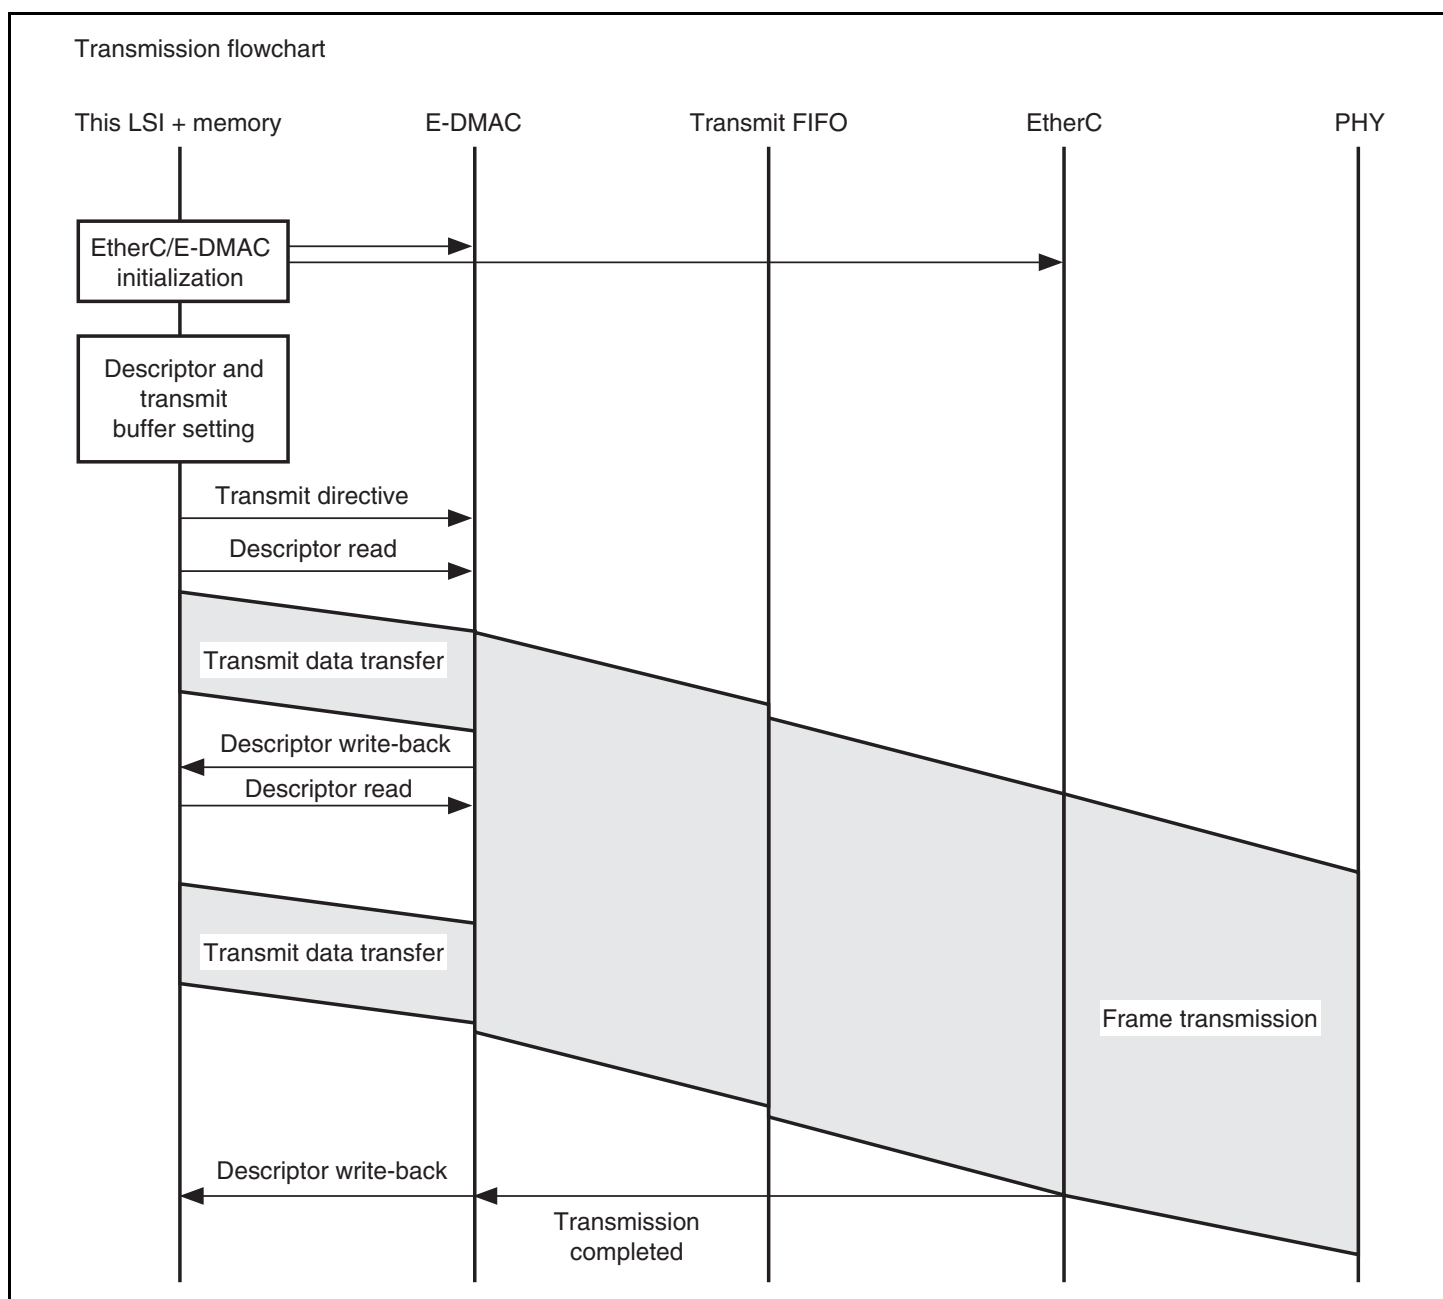 Transmission flowchart
This LSI + memory
E-DMAC
Transmit FIFO
EtherC
PHY
EtherC/E-DMAC
initialization
Descriptor and
transmit
buffer setting
Transmit directive
Descriptor read
Transmit data transfer
Descriptor write-back
Descriptor read
Transmit data transfer
Frame transmission
Descriptor write-back
Transmission
completed